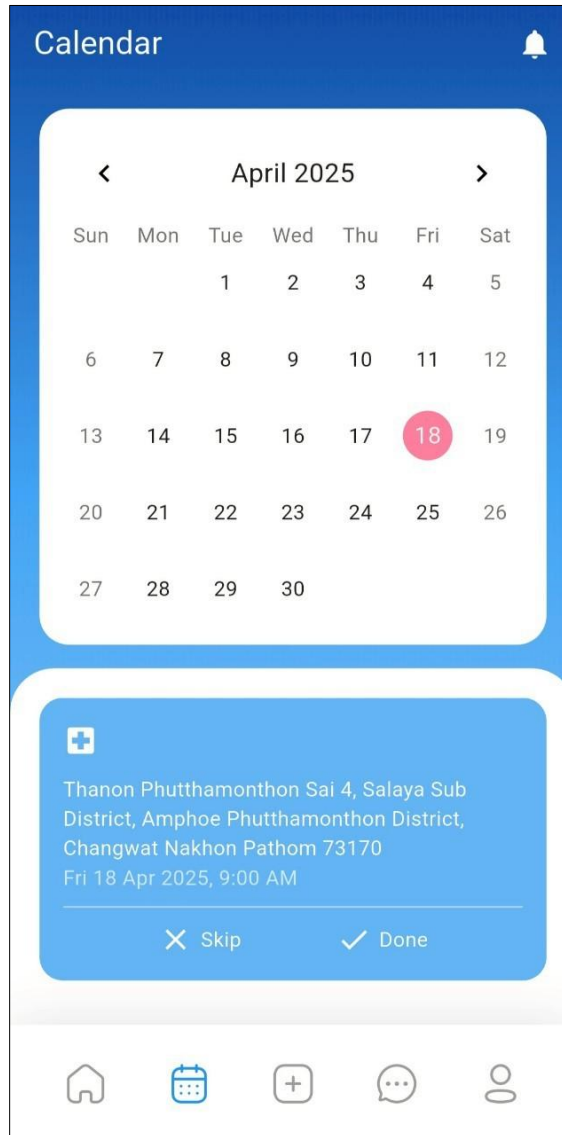 Calendar
April 2025
Sun Mon Tue Wed Thu Fri Sat
1 2 3 4 5
6 7 8 9 10 11 12
13 14 15 16 17 18 19
20 21 22 23 24 25 26
27 28 29 30
Thanon Phutthamonthon Sai 4, Salaya Sub
District, Amphoe Phutthamonthon District,
Changwat Nakhon Pathom 73170
Fri 18 Apr 2025, 9:00 AM
Skip Done